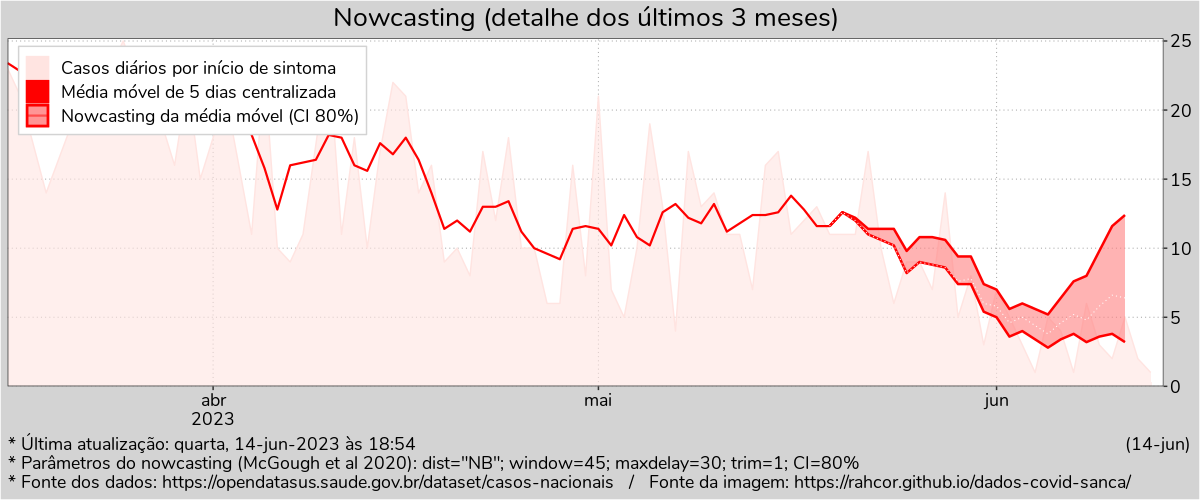 Nowcasting (detalhe dos últimos 3 meses)
Casos diários por início de sintoma
Média móvel de 5 dias centralizada
Nowcasting da média móvel (CI 80%)
25
20
15
10
5
0
abr
2023
mai
jun
* Última atualização: quarta, 14-jun-2023 às 18:54
(14-jun)
* Parâmetros do nowcasting (McGough et al 2020): dist="NB"; window=45; maxdelay=30; trim=1; CI=80%
* Fonte dos dados: https://opendatasus.saude.gov.br/dataset/casos-nacionais / Fonte da imagem: https://rahcor.github.io/dados-covid-sanca/